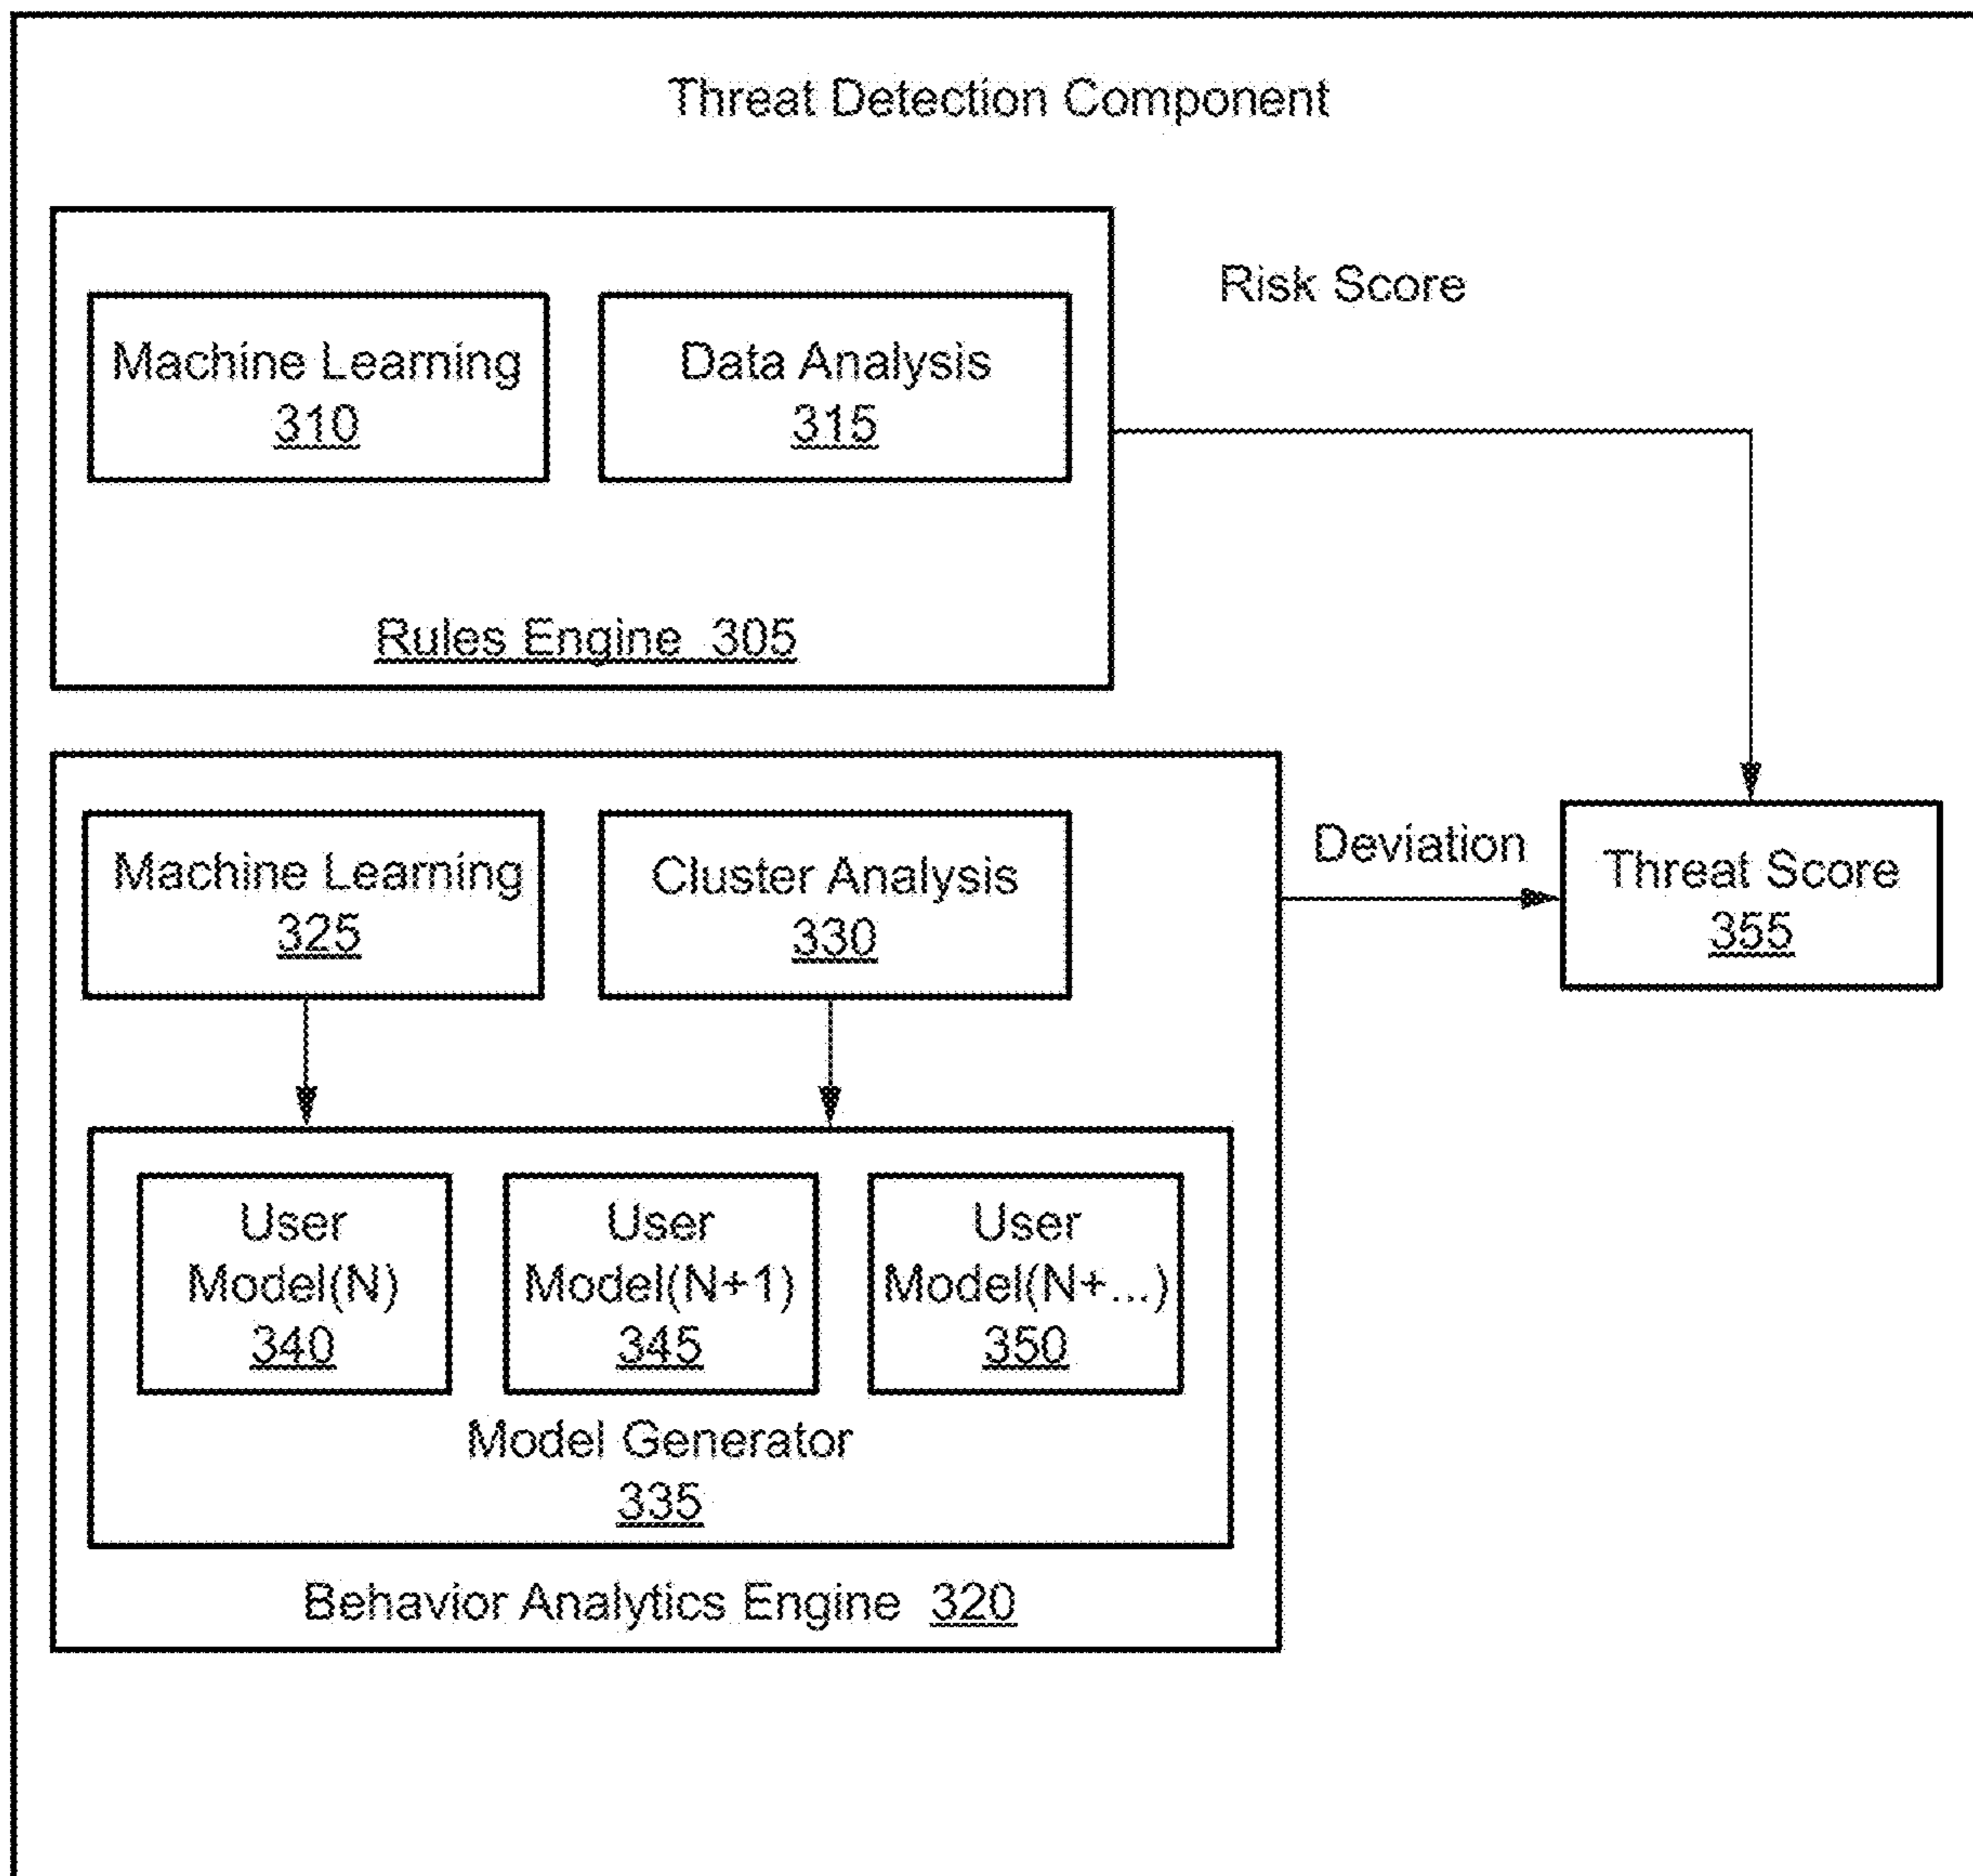 Threat Detection Component
Risk Score
Machine Learning
310
Data Analysis
315
Rules Engine 305
Machine Learning
325
Cluster Analysis
330
Deviation
Threat Score
355
User
Model(N)
340
User
Model(N+1)
345
User
Model(N+...)
350
Model Generator
335
Behavior Analytics Engine 320